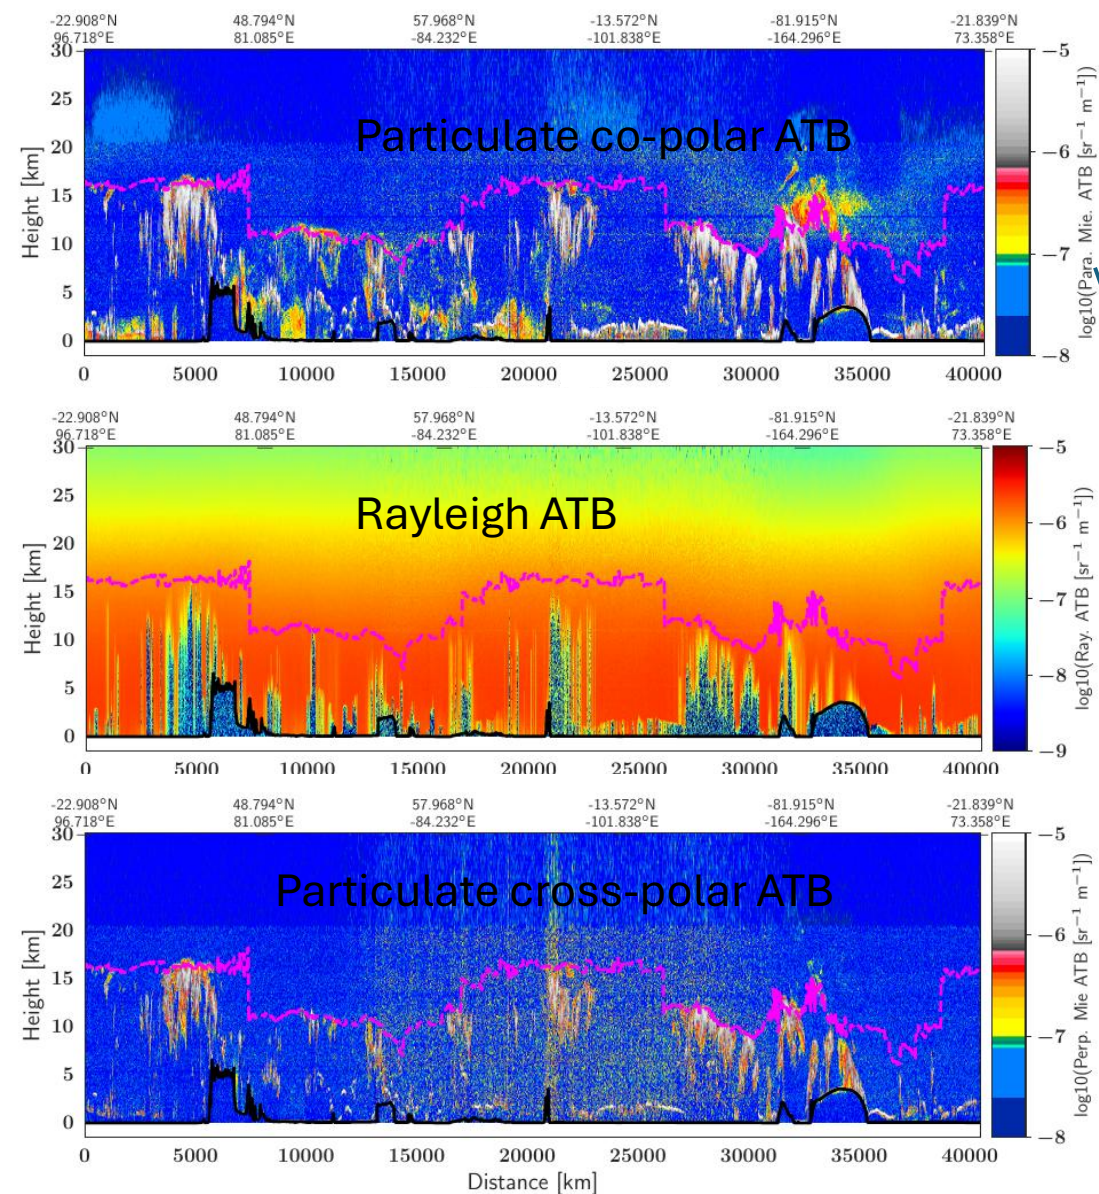 -22.908°N 48.794°N 57.968°N -13.572°N -81.915°N -21.839°N
96.718°E 81.085°E -84.232°E -101.838°E -164.296°E 73.358°E
Particulate co-polar ATB
Height [km]
30
25
20
15
10
5
0
0 5000 10000 15000 20000 25000 30000 35000 40000
−5
−6
−7
−8
log10(Para. Mie. ATB [sr⁻¹ m⁻¹])
-22.908°N 48.794°N 57.968°N -13.572°N -81.915°N -21.839°N
96.718°E 81.085°E -84.232°E -101.838°E -164.296°E 73.358°E
Rayleigh ATB
Height [km]
30
25
20
15
10
5
0
0 5000 10000 15000 20000 25000 30000 35000 40000
−5
−6
−7
−8
−9
log10(Ray. ATB [sr⁻¹ m⁻¹])
-22.908°N 48.794°N 57.968°N -13.572°N -81.915°N -21.839°N
96.718°E 81.085°E -84.232°E -101.838°E -164.296°E 73.358°E
Particulate cross-polar ATB
Height [km]
30
25
20
15
10
5
0
0 5000 10000 15000 20000 25000 30000 35000 40000
Distance [km]
−5
−6
−7
−8
log10(Perp. Mie ATB [sr⁻¹ m⁻¹])